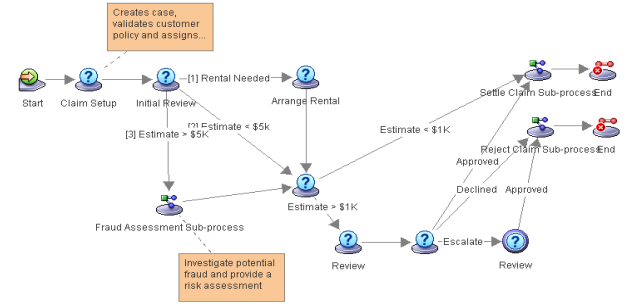 Creates case,
validates customer
policy and assigns...
Start
Claim Setup
Initial Review
[1] Rental Needed
Arrange Rental
Settle Claim Sub-process
End
[2] Estimate < $5k
[3] Estimate > $5K
Estimate < $1K
Reject Claim Sub-process
End
Approved
Declined
Approved
Estimate > $1K
Fraud Assessment Sub-process
Escalate
Review
Review
Investigate potential
fraud and provide a
risk assessment